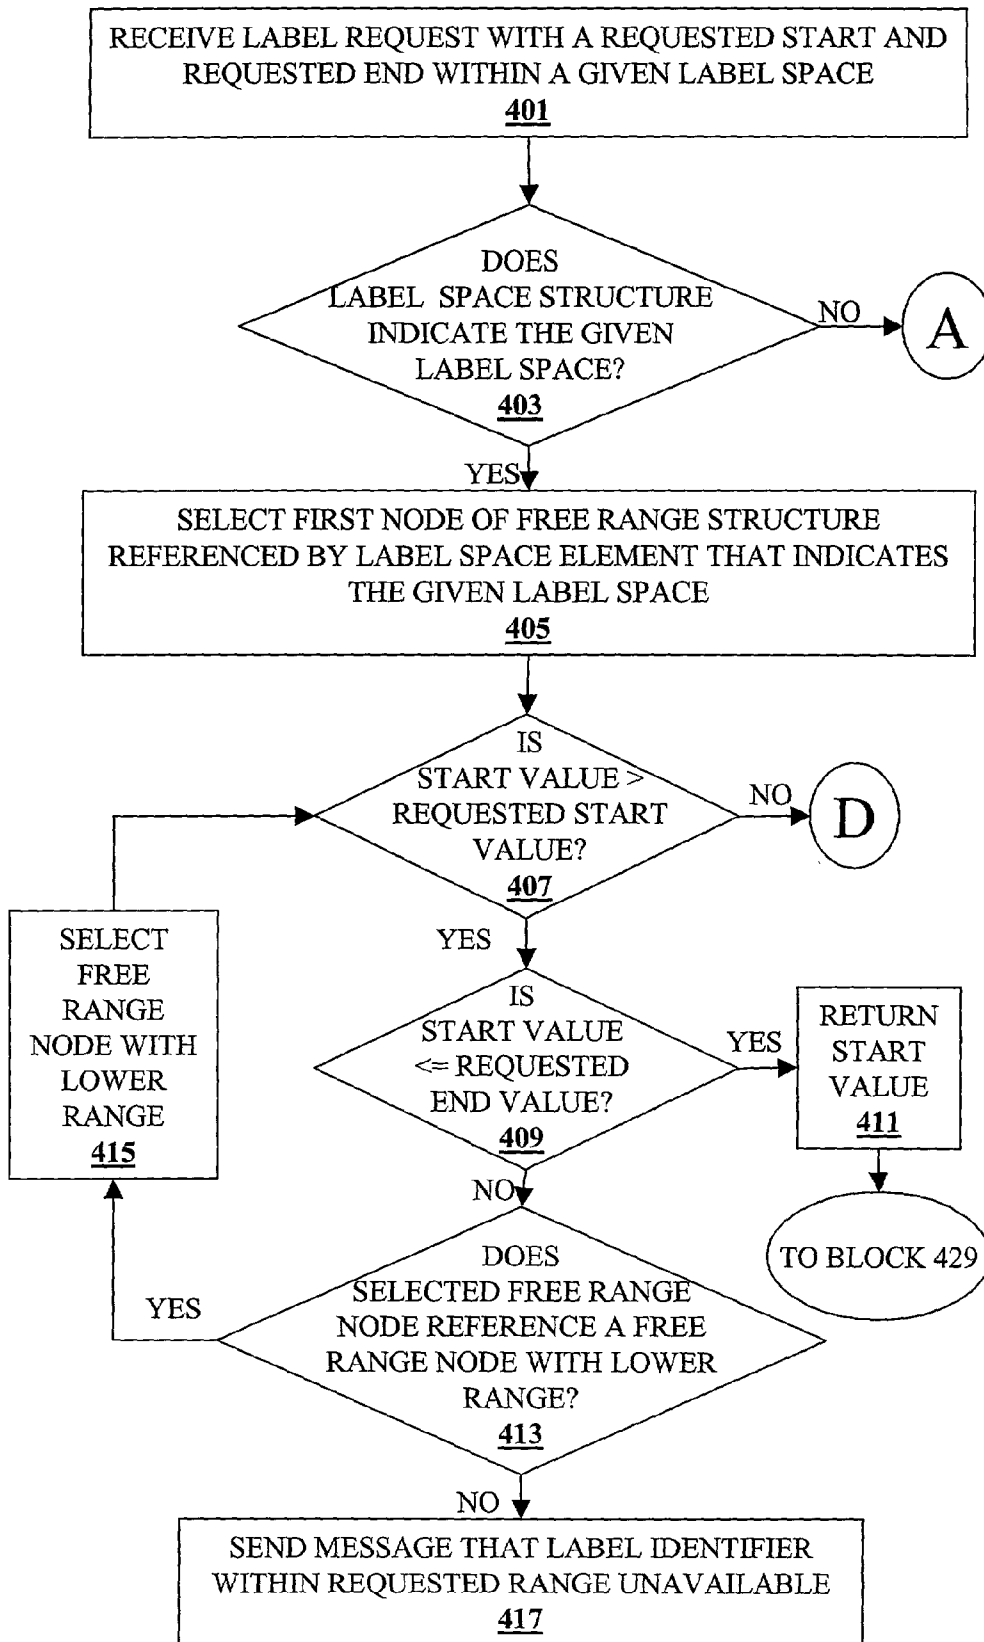 RECEIVE LABEL REQUEST WITH A REQUESTED START AND
REQUESTED END WITHIN A GIVEN LABEL SPACE
401
DOES
LABEL SPACE STRUCTURE
INDICATE THE GIVEN
LABEL SPACE?
403
NO
A
YES
SELECT FIRST NODE OF FREE RANGE STRUCTURE
REFERENCED BY LABEL SPACE ELEMENT THAT INDICATES
THE GIVEN LABEL SPACE
405
IS
START VALUE >
REQUESTED START
VALUE?
407
NO
D
YES
SELECT
FREE
RANGE
NODE WITH
LOWER
RANGE
415
IS
START VALUE
<= REQUESTED
END VALUE?
409
YES
RETURN
START
VALUE
411
TO BLOCK 429
NO
DOES
SELECTED FREE RANGE
NODE REFERENCE A FREE
RANGE NODE WITH LOWER
RANGE?
413
YES
NO
SEND MESSAGE THAT LABEL IDENTIFIER
WITHIN REQUESTED RANGE UNAVAILABLE
417